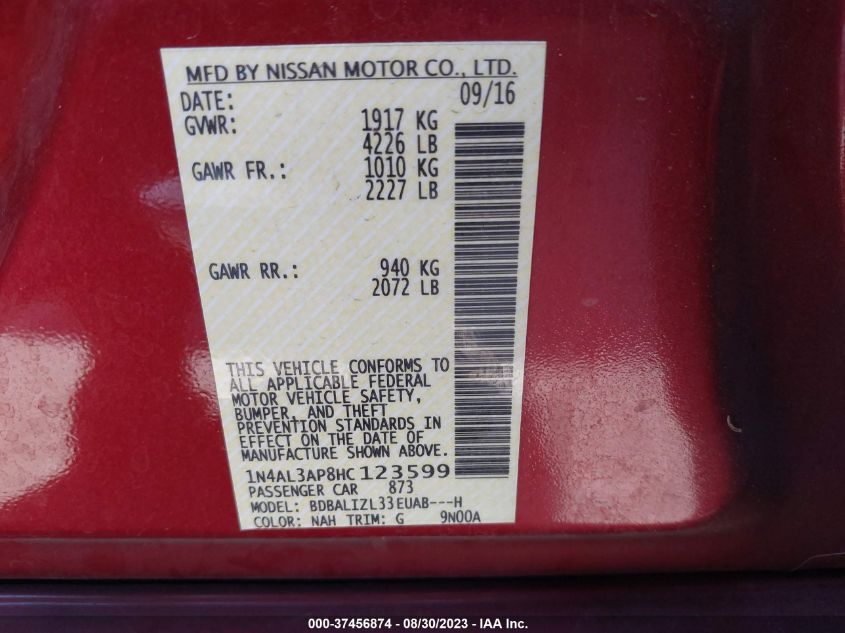 MFD BY NISSAN MOTOR CO., LTD.
DATE: 09/16
GVWR: 1917 KG
4226 LB
GAWR FR.: 1010 KG
2227 LB
GAWR RR.: 940 KG
2072 LB
THIS VEHICLE CONFORMS TO
ALL APPLICABLE FEDERAL
MOTOR VEHICLE SAFETY,
BUMPER, AND THEFT
PREVENTION STANDARDS IN
EFFECT ON THE DATE OF
MANUFACTURE SHOWN ABOVE.
1N4AL3AP8HC123599
PASSENGER CAR 873
MODEL: BDBALIZL33EUAB---H
COLOR: NAH TRIM: G 9N00A
000-37456874 / 08/30/2023 - IAA Inc.